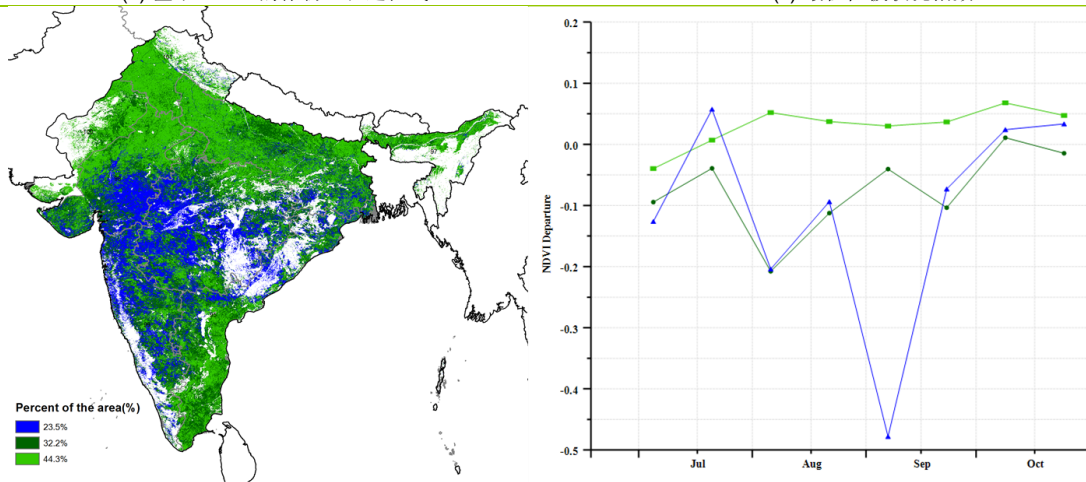 Percent of the area(%)
23.5%
32.2%
44.3%
NDVI Departure
0.2
0.1
0.0
-0.1
-0.2
-0.3
-0.4
-0.5
Jul
Aug
Sep
Oct